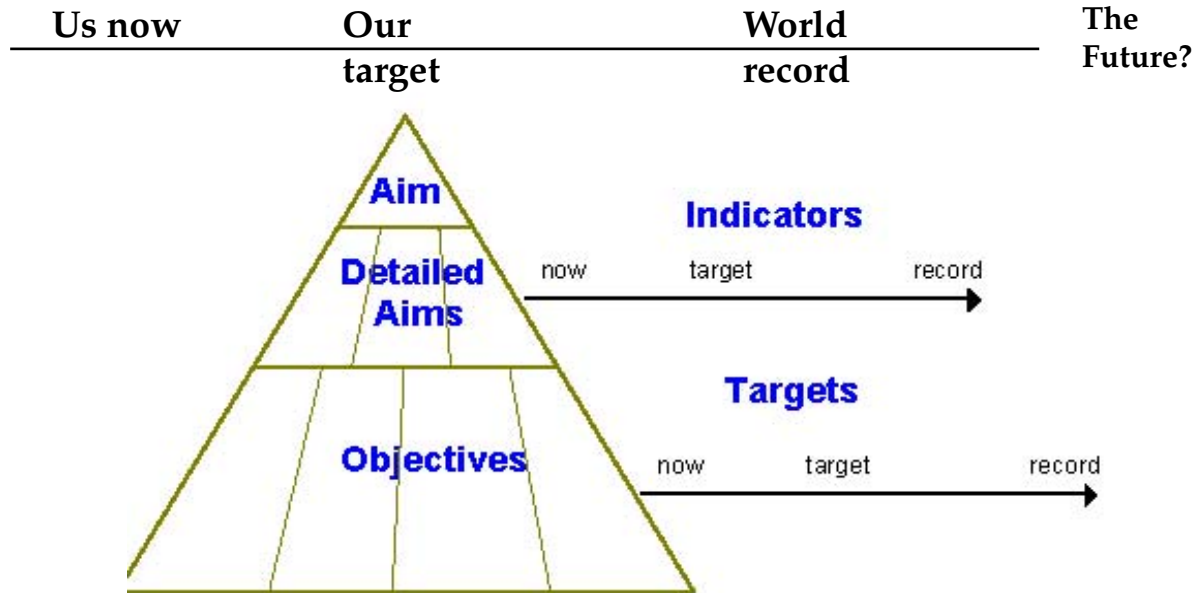 Us now Our World The
target record Future?
Aim
Indicators
Detailed
Aims
now target record
Targets
Objectives
now target record